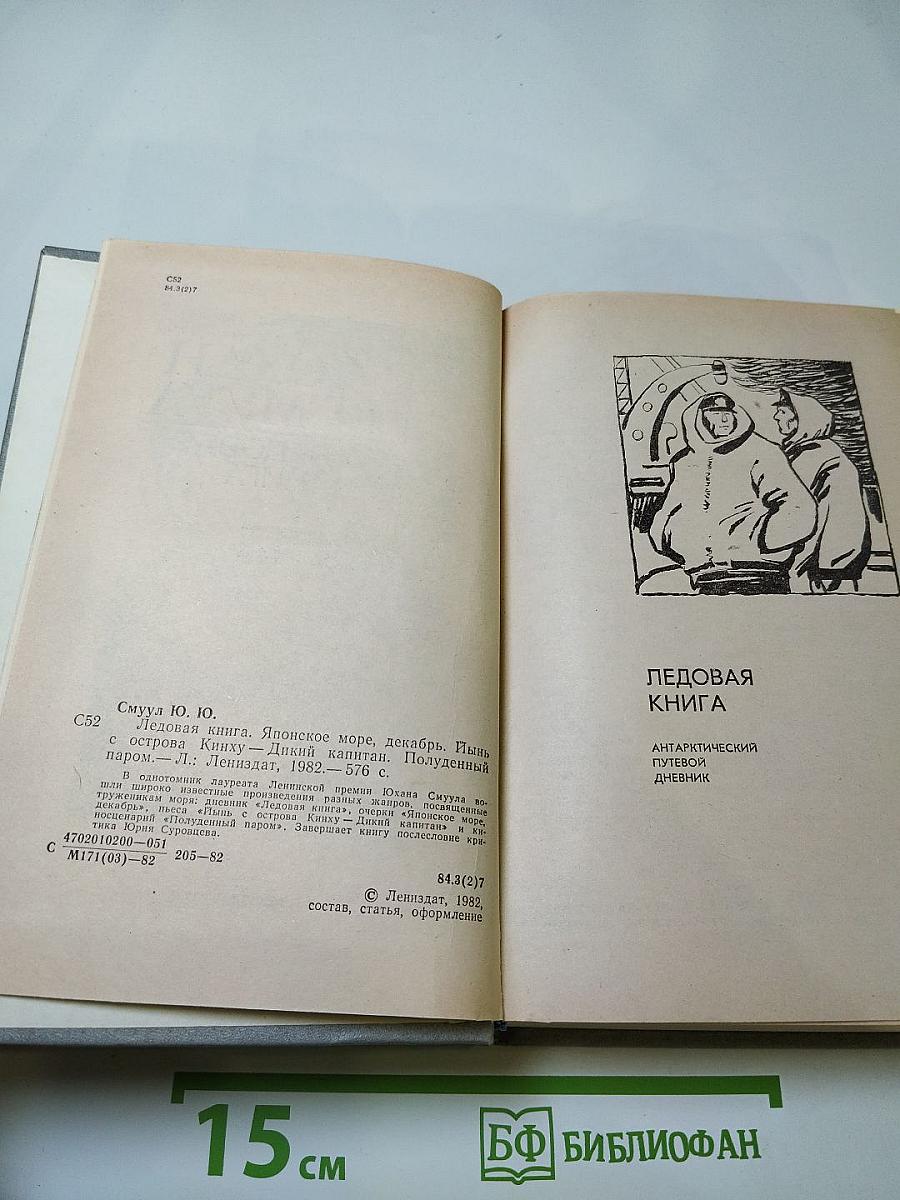 С52
84.3(2)7
Смуул Ю. Ю.
С52 Ледовая книга. Японское море, декабрь. Йынь
с острова Кинху — Дикий капитан. Полуденный
паром.— Л.: Лениздат, 1982.— 576 с.
В однотомник лауреата Ленинской премии Юхана Смуула во-
шли широко известные произведения разных жанров, посвященные
труженикам моря: дневник «Ледовая книга», очерки «Японское море,
декабрь», пьеса «Йынь с острова Кинху — Дикий капитан» и ки-
носценарий «Полуденный паром». Завершает книгу послесловие кри-
тика Юрия Суровцева.
С 4702010200—051
М171(03)—82 205—82
84.3(2)7
© Лениздат, 1982,
состав, статья, оформление
ЛЕДОВАЯ
КНИГА
АНТАРКТИЧЕСКИЙ
ПУТЕВОЙ
ДНЕВНИК
15 см
БФ БИБЛИОФАН